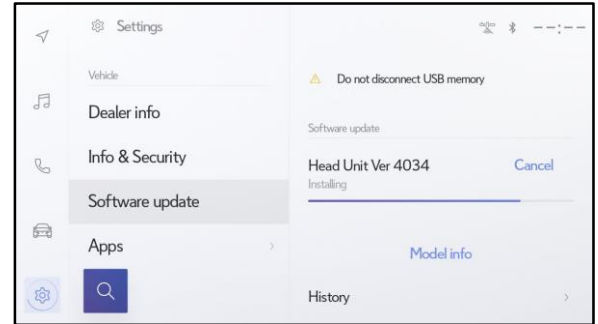 Settings
--:--
Vehicle
Dealer info
Info & Security
Software update
Apps
Do not disconnect USB memory
Software update
Head Unit Ver 4034
Cancel
Installing
Model info
History